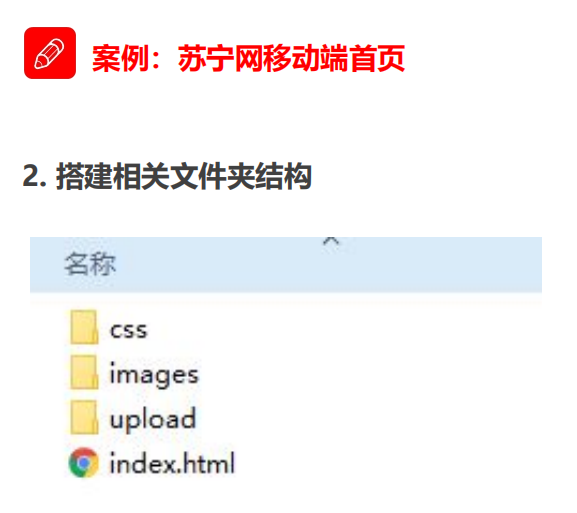 案例：苏宁网移动端首页
2. 搭建相关文件夹结构
名称
css
images
upload
index.html